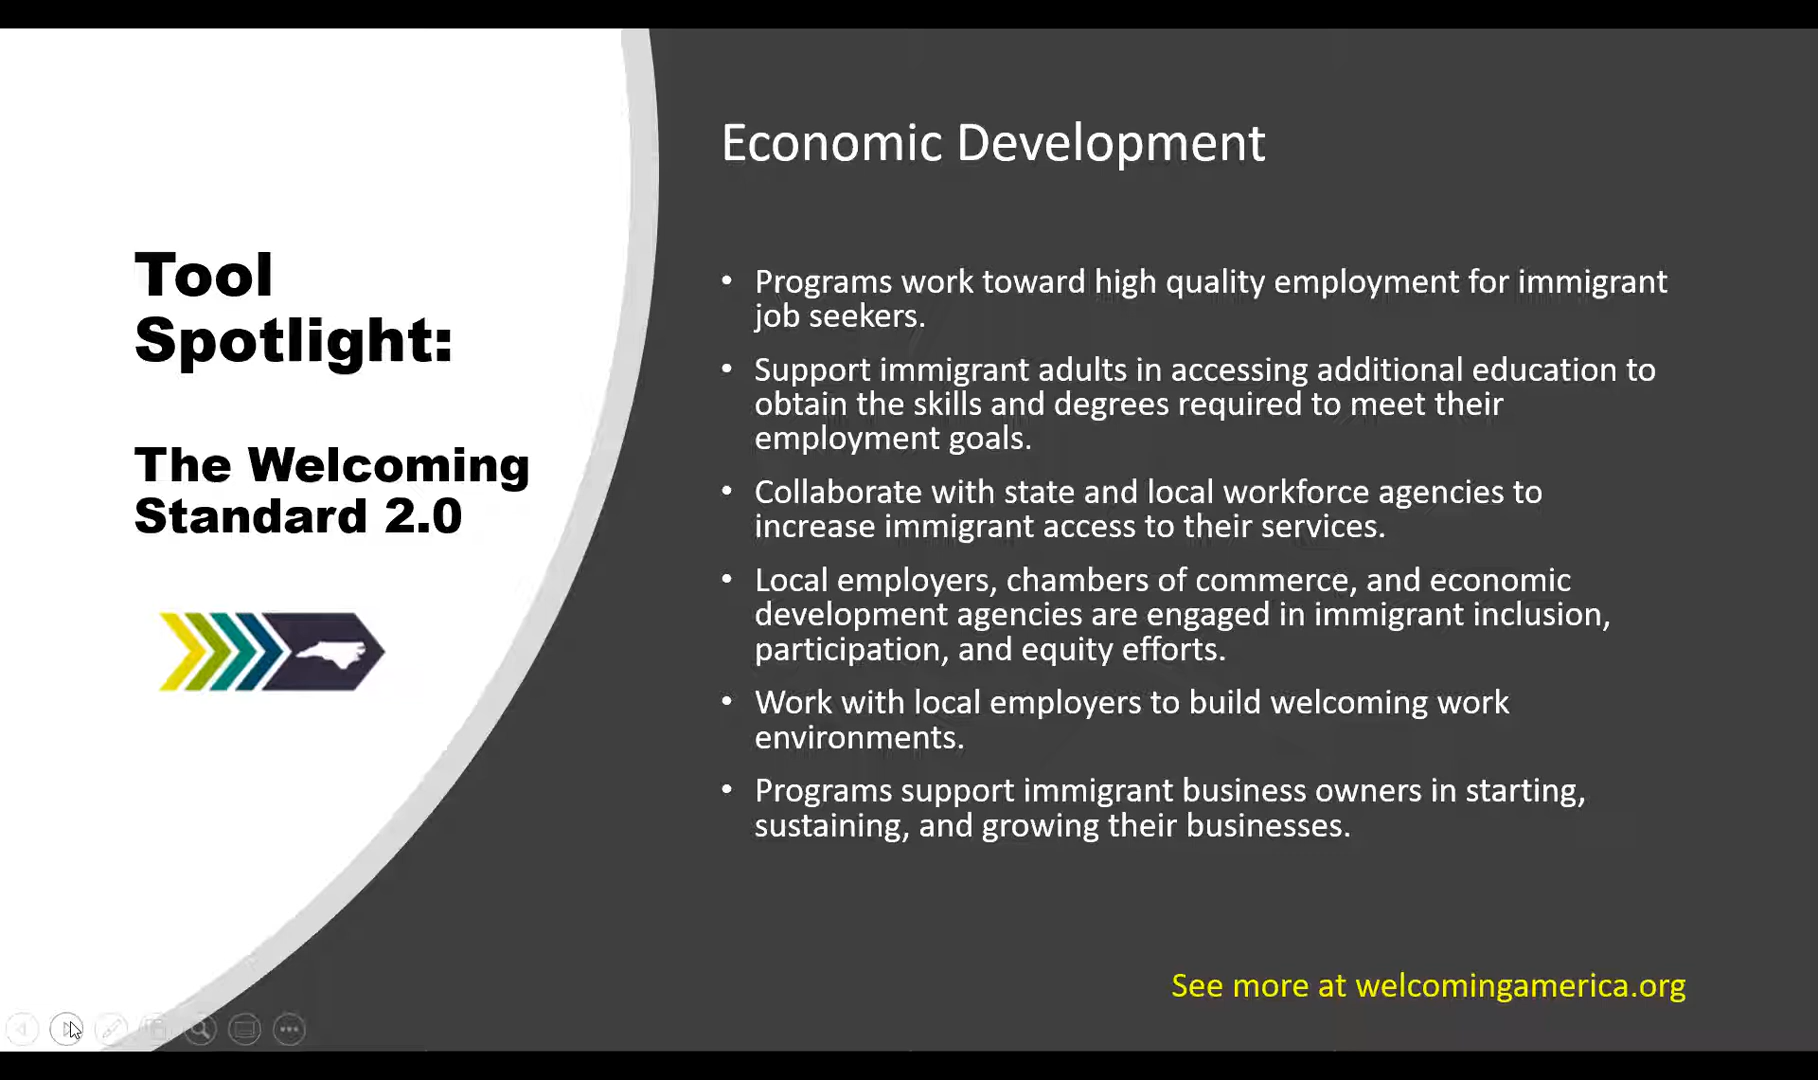 Tool
Spotlight:
The Welcoming
Standard 2.0
Economic Development
• Programs work toward high quality employment for immigrant
job seekers.
• Support immigrant adults in accessing additional education to
obtain the skills and degrees required to meet their
employment goals.
• Collaborate with state and local workforce agencies to
increase immigrant access to their services.
• Local employers, chambers of commerce, and economic
development agencies are engaged in immigrant inclusion,
participation, and equity efforts.
• Work with local employers to build welcoming work
environments.
• Programs support immigrant business owners in starting,
sustaining, and growing their businesses.
See more at welcomingamerica.org